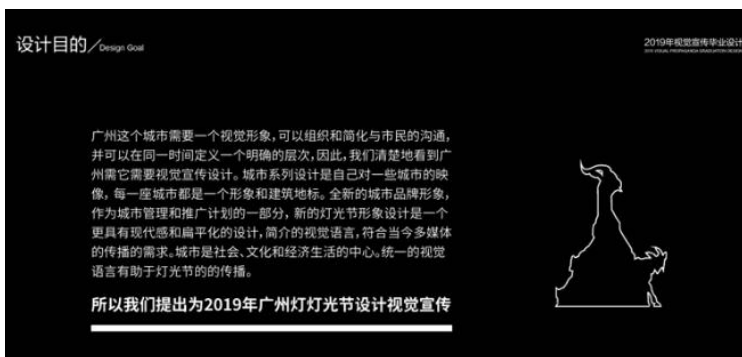 设计目的/Design Goal
2019年视觉宣传毕业设计
2019 VISUAL PROPAGANDA GRADUATION DESIGN
广州这个城市需要一个视觉形象,可以组织和简化与市民的沟通,
并可以在同一时间定义一个明确的层次,因此,我们清楚地看到广
州需它需要视觉宣传设计。城市系列设计是自己对一些城市的映
像,每一座城市都是一个形象和建筑地标。全新的城市品牌形象,
作为城市管理和推广计划的一部分,新的灯光节形象设计是一个
更具有现代感和扁平化的设计,简介的视觉语言,符合当今多媒体
的传播的需求。城市是社会、文化和经济生活的中心。统一的视觉
语言有助于灯光节的的传播。
所以我们提出为2019年广州灯灯光节设计视觉宣传